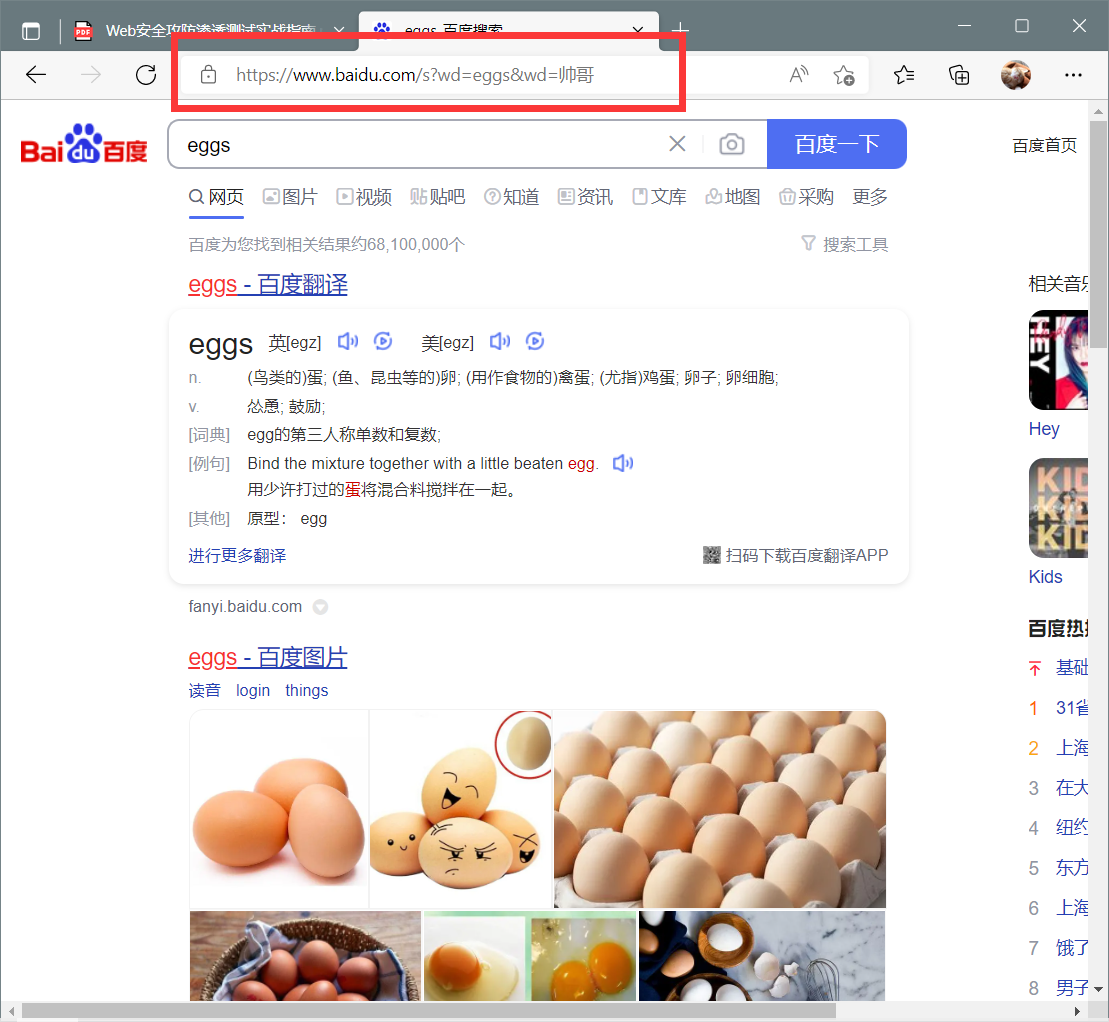 Web安全攻防渗透测试实战指南
eggs_百度搜索
https://www.baidu.com/s?wd=eggs&wd=帅哥
Bai du 百度
eggs
百度一下
百度首页
网页 图片 视频 贴 贴吧 知道 资讯 文库 地图 采购 更多
百度为您找到相关结果约68,100,000个
搜索工具
eggs - 百度翻译
eggs 英[egz] 美[egz]
n. (鸟类的)蛋; (鱼、昆虫等的)卵; (用作食物的)禽蛋; (尤指)鸡蛋; 卵子; 卵细胞;
v. 怂恿; 鼓励;
[词典] egg的第三人称单数和复数;
[例句] Bind the mixture together with a little beaten egg.
用少许打过的蛋将混合料搅拌在一起。
[其他] 原型: egg
进行更多翻译
扫码下载百度翻译APP
fanyi.baidu.com
eggs - 百度图片
读音 login things
相关音乐
HEY
Hey
KID
KID
KID
Kids
百度热
基础
1 31省
2 上海
3 在大
4 纽约
5 东方
6 上海
7 饿了
8 男子